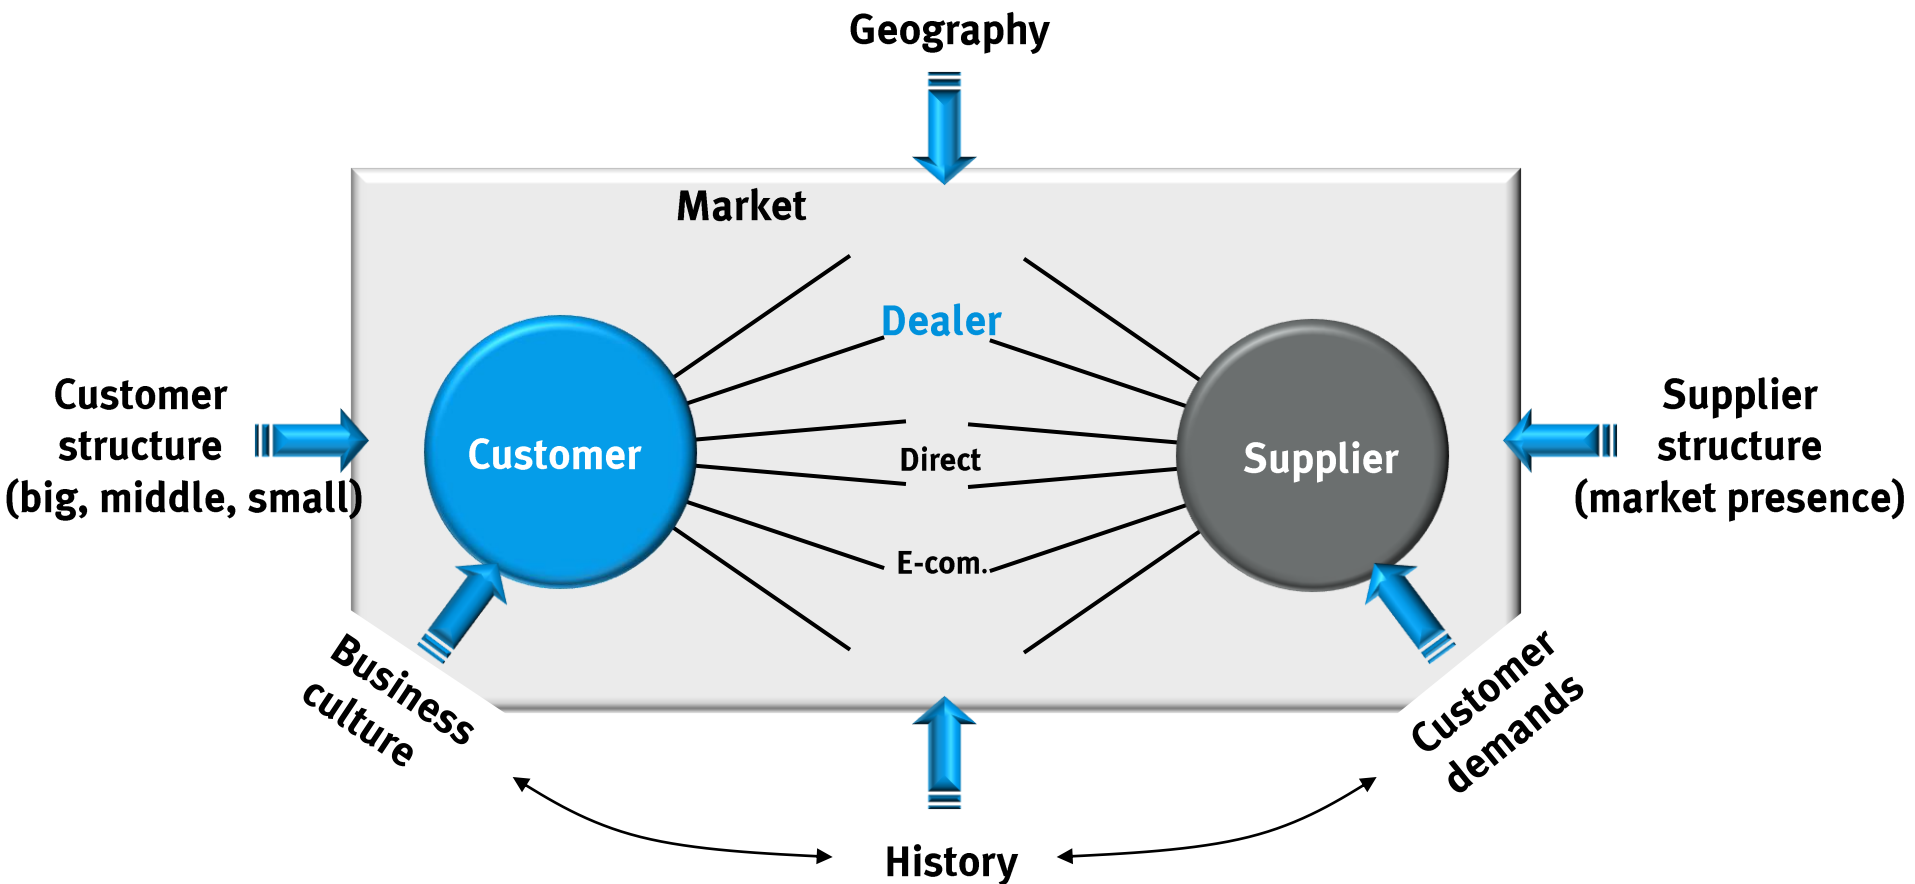 Geography
Market
Dealer
Customer
structure
(big, middle, small)
Customer
Direct
Supplier
Supplier
structure
(market presence)
E-com.
Business
culture
Customer
demands
History